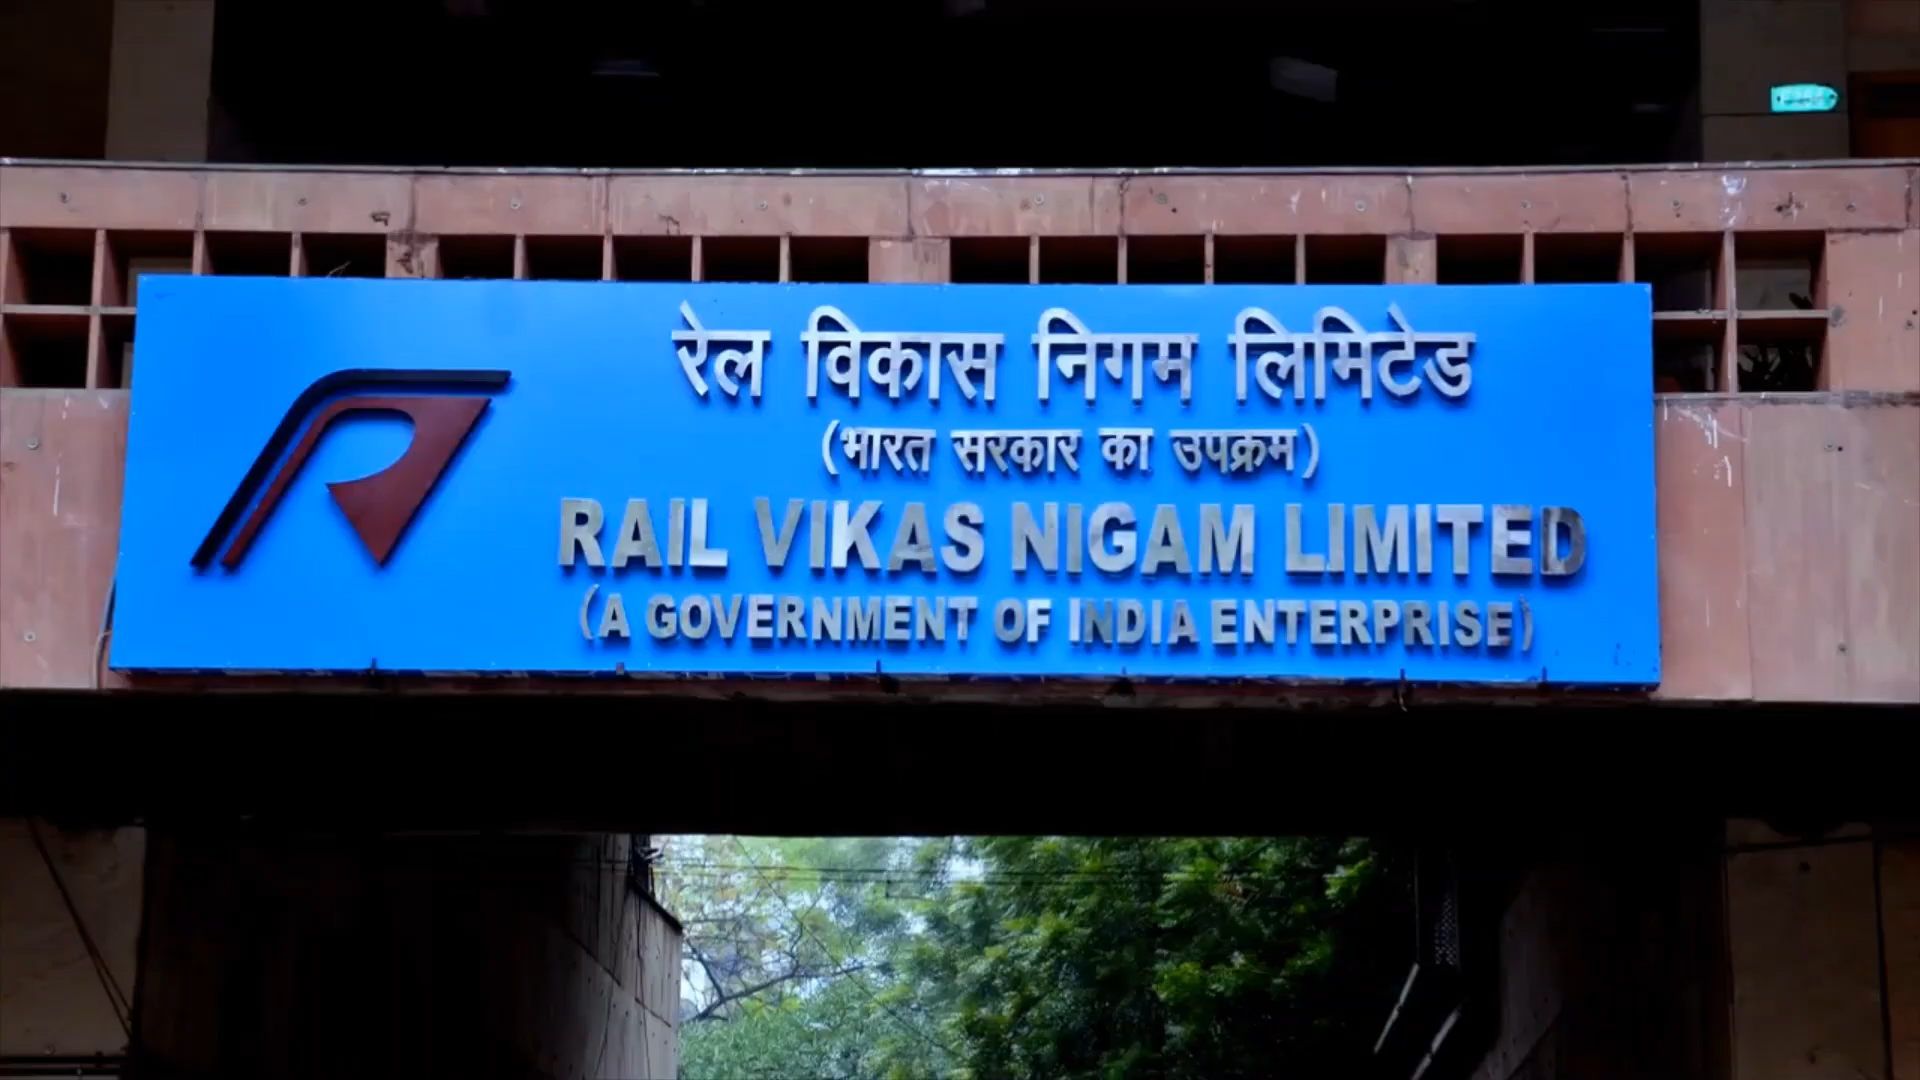 रेल विकास निगम लिमिटेड
(भारत सरकार का उपक्रम)
RAIL VIKAS NIGAM LIMITED
(A GOVERNMENT OF INDIA ENTERPRISE)